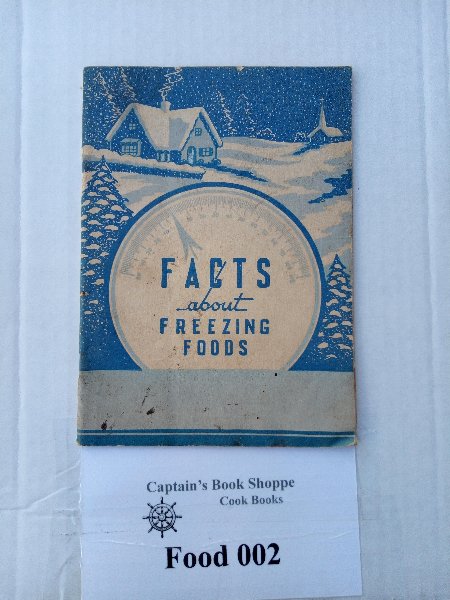 FACTS
about
FREEZING
FOODS
Captain's Book Shoppe
Cook Books
Food 002